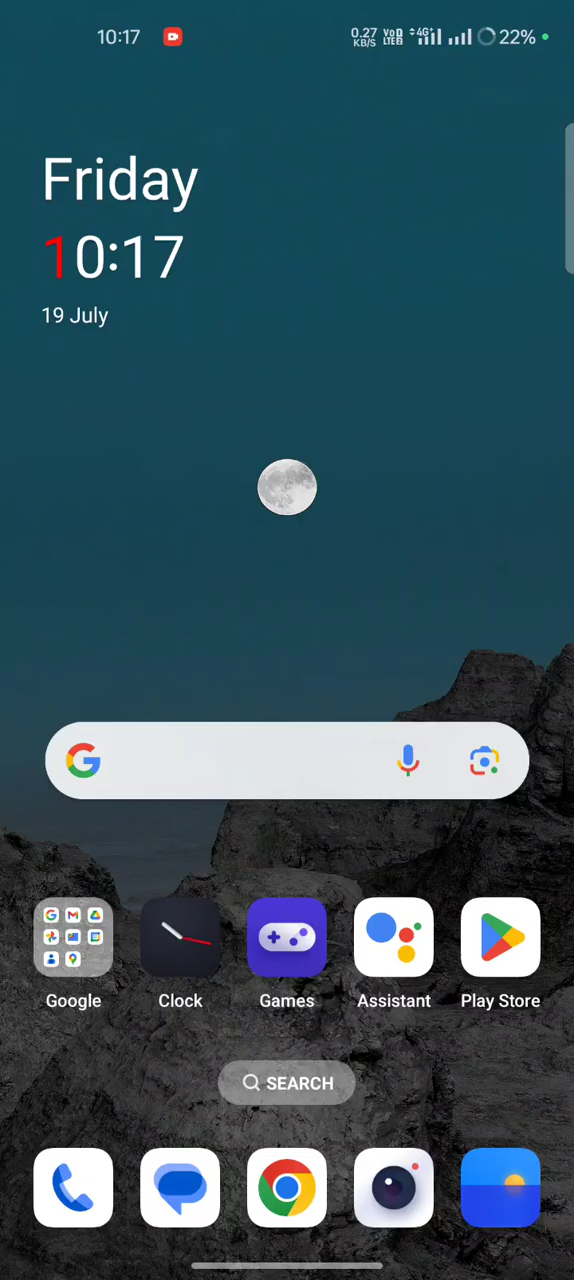 10:17 0.27 KB/S VoD LTE2 4G+ 22%
Friday
10:17
19 July
Google Clock Games Assistant Play Store
SEARCH